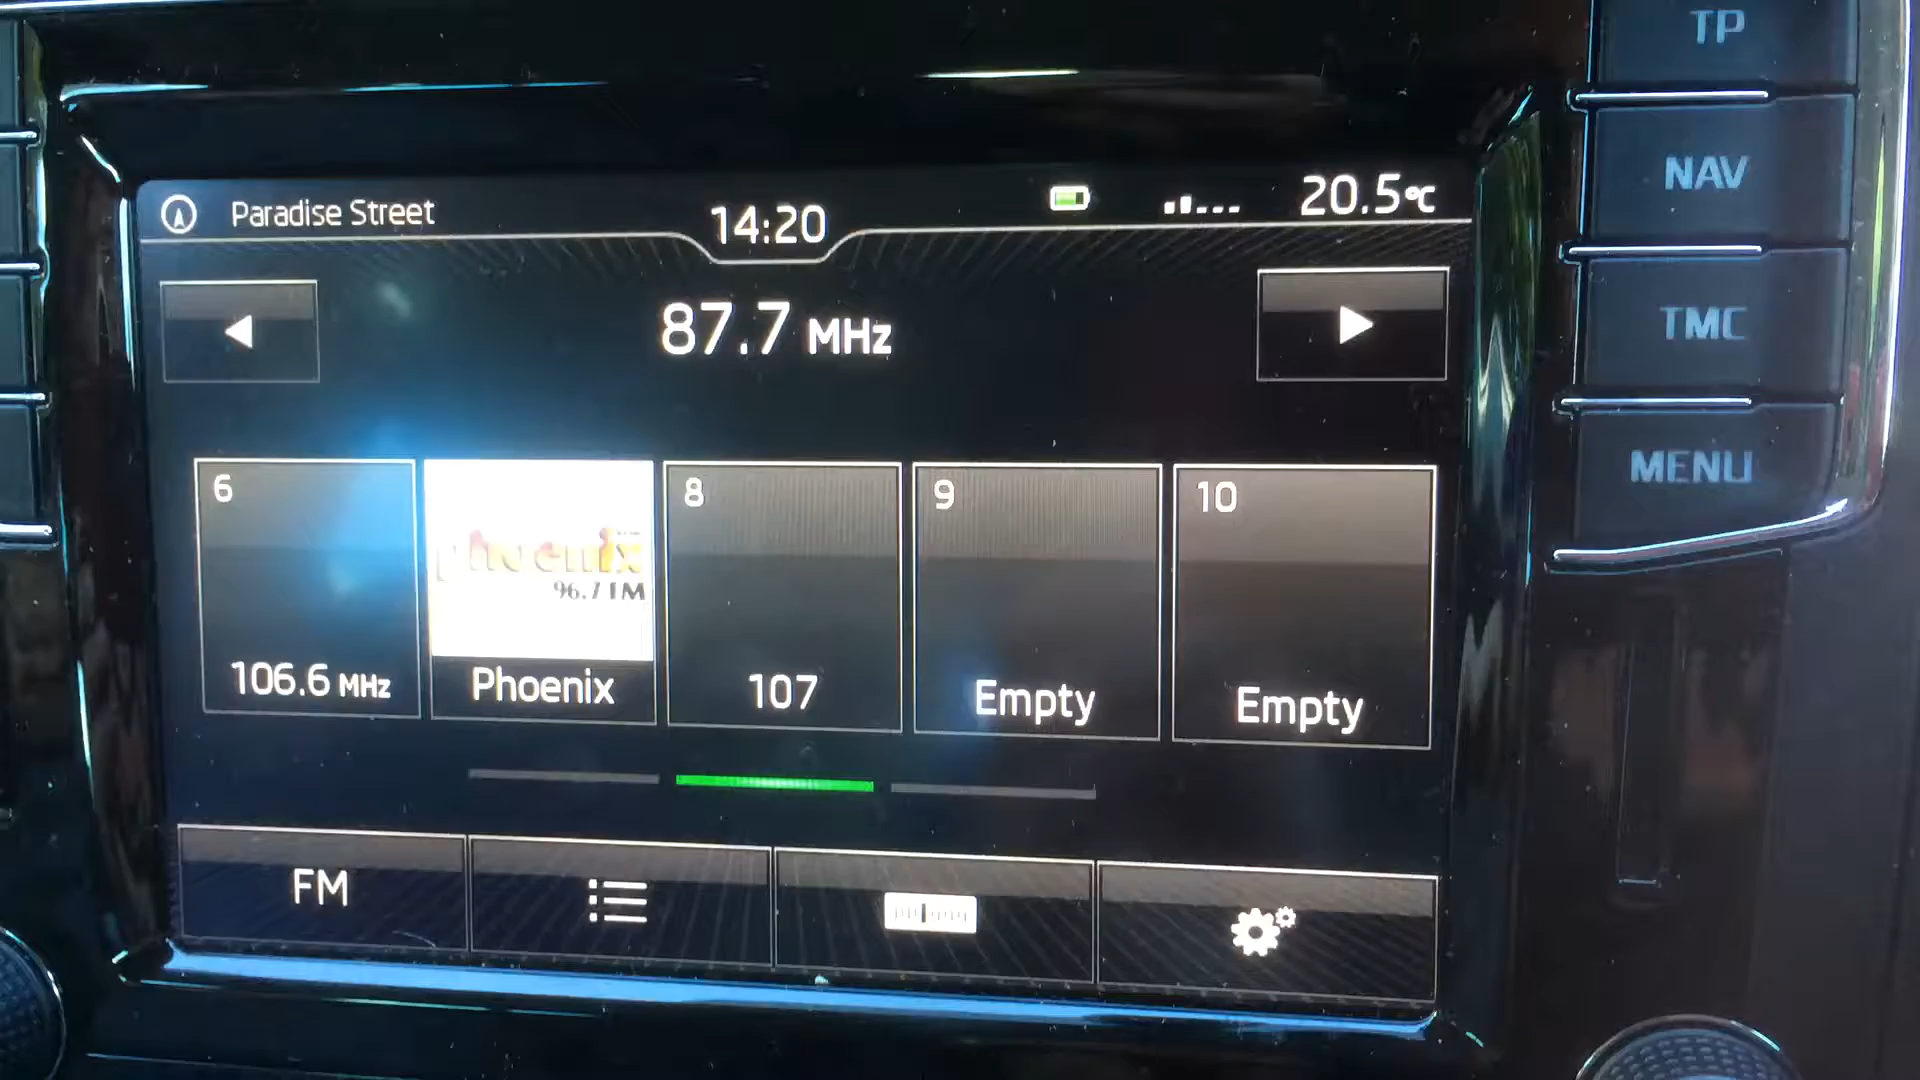 TP
Paradise Street
14:20
20.5°C
NAV
87.7 MHz
TMC
MENU
6
8
9
10
phoenix
96.7 FM
106.6 MHz
Phoenix
107
Empty
Empty
FM